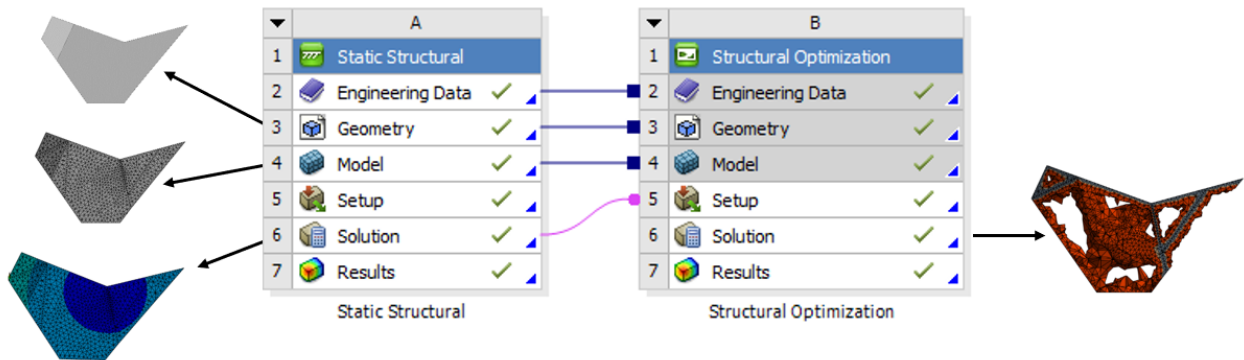 A
1 Static Structural
2 Engineering Data
3 Geometry
4 Model
5 Setup
6 Solution
7 Results
Static Structural
B
1 Structural Optimization
2 Engineering Data
3 Geometry
4 Model
5 Setup
6 Solution
7 Results
Structural Optimization